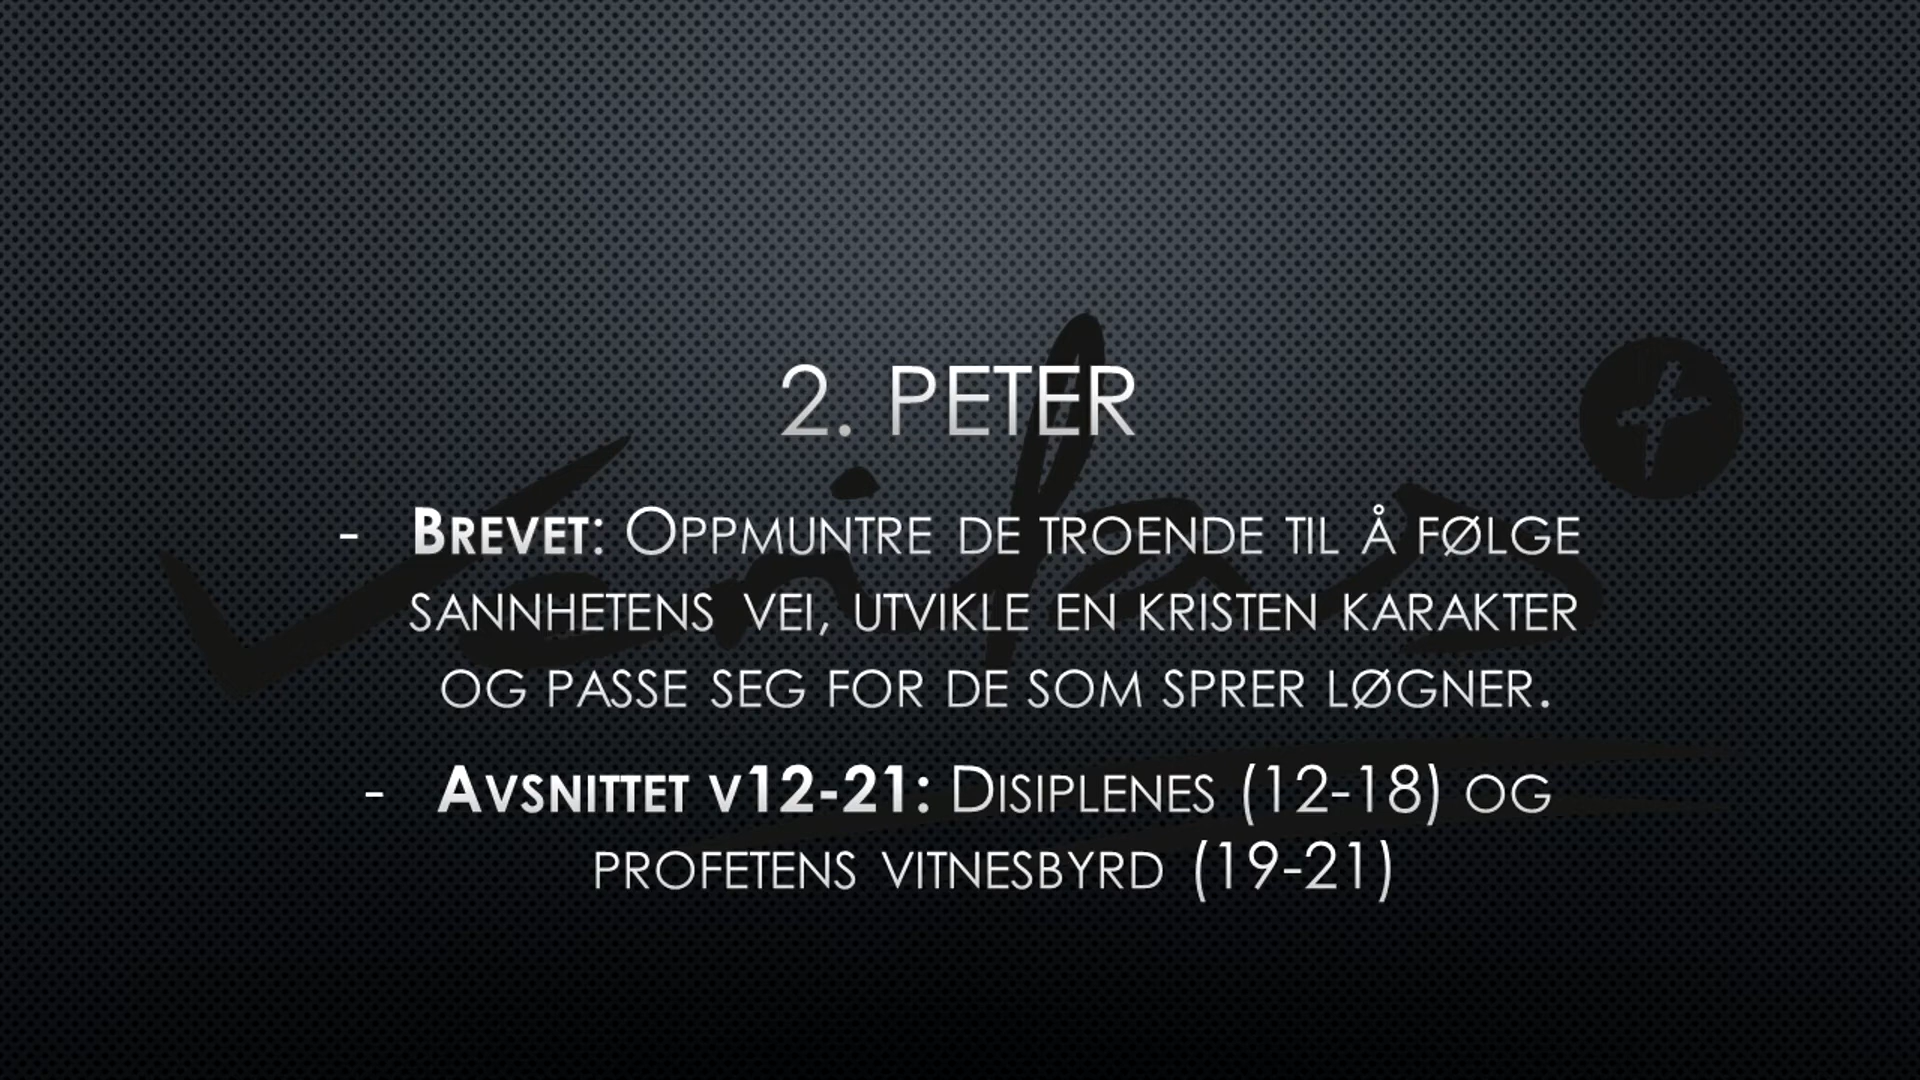 2. PETER
- BREVET: OPPMUNTRE DE TROENDE TIL Å FØLGE
SANNHETENS VEI, UTVIKLE EN KRISTEN KARAKTER
OG PASSE SEG FOR DE SOM SPRER LØGNER.
- AVSNITTET V12-21: DISIPLENES (12-18) OG
PROFETENS VITNESBYRD (19-21)